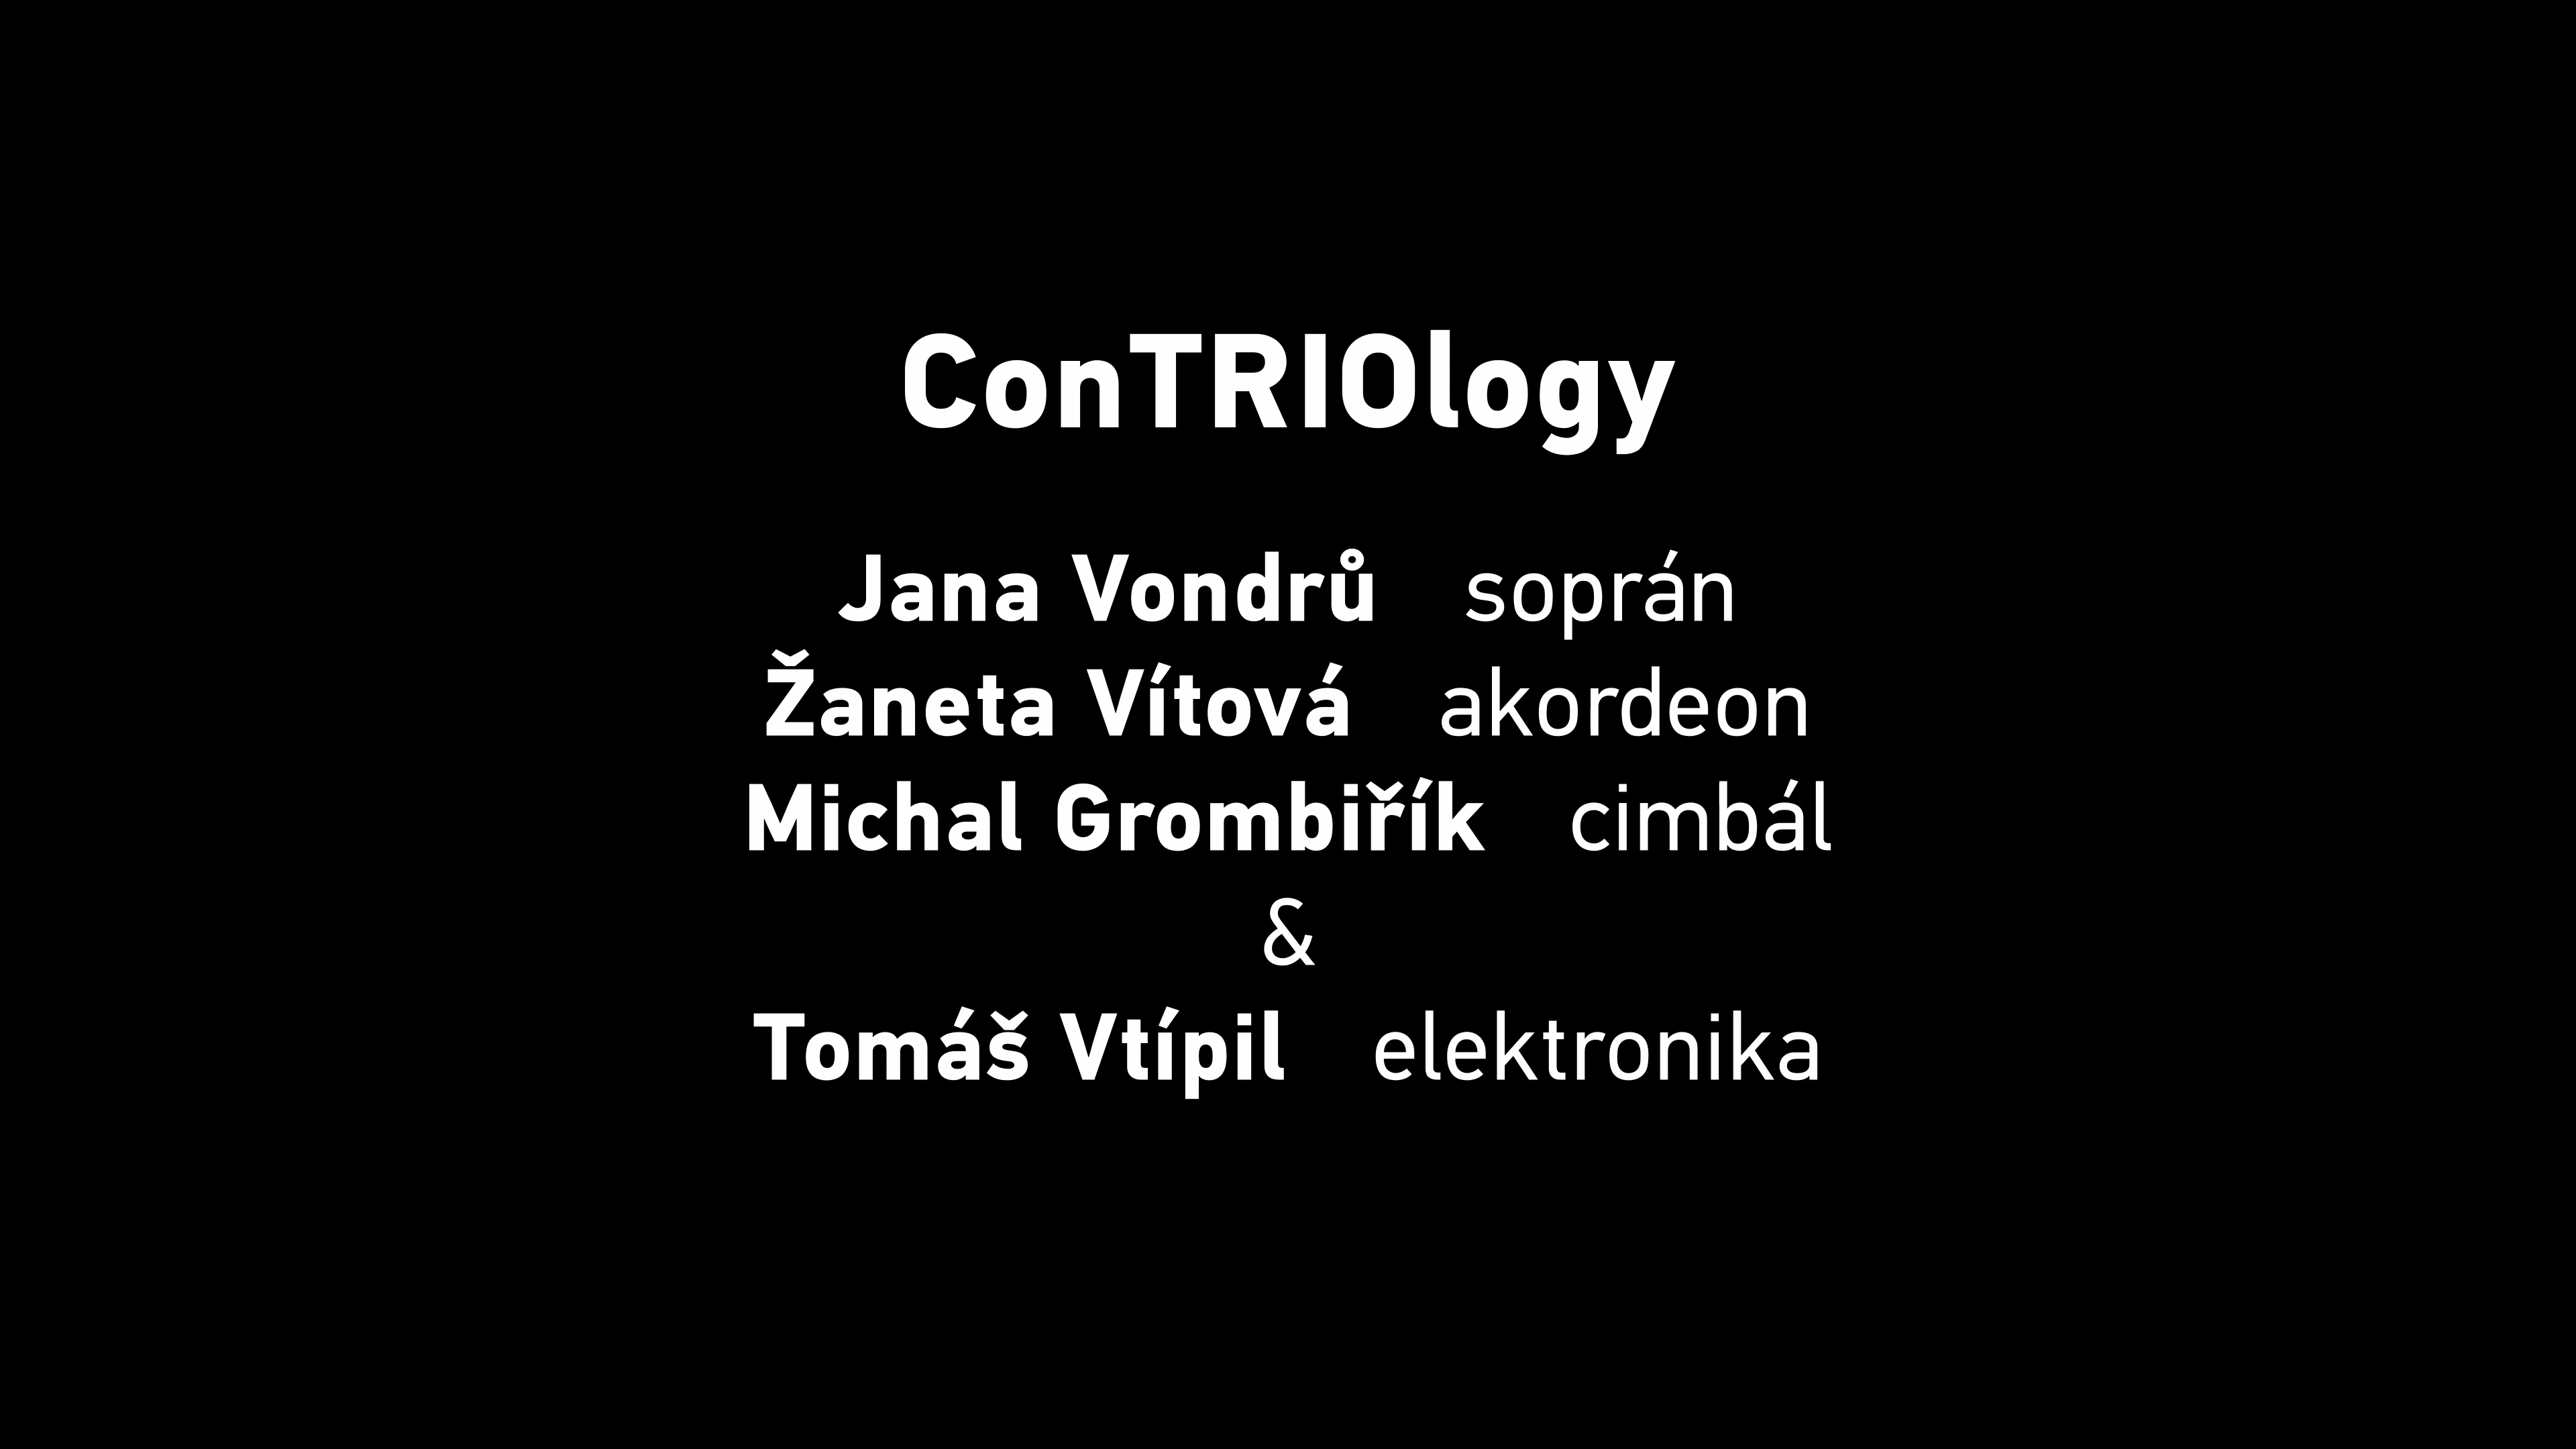 ConTRIOlogy
Jana Vondrů soprán
Žaneta Vítová akordeon
Michal Grombiřík cimbál
&
Tomáš Vtípil elektronika